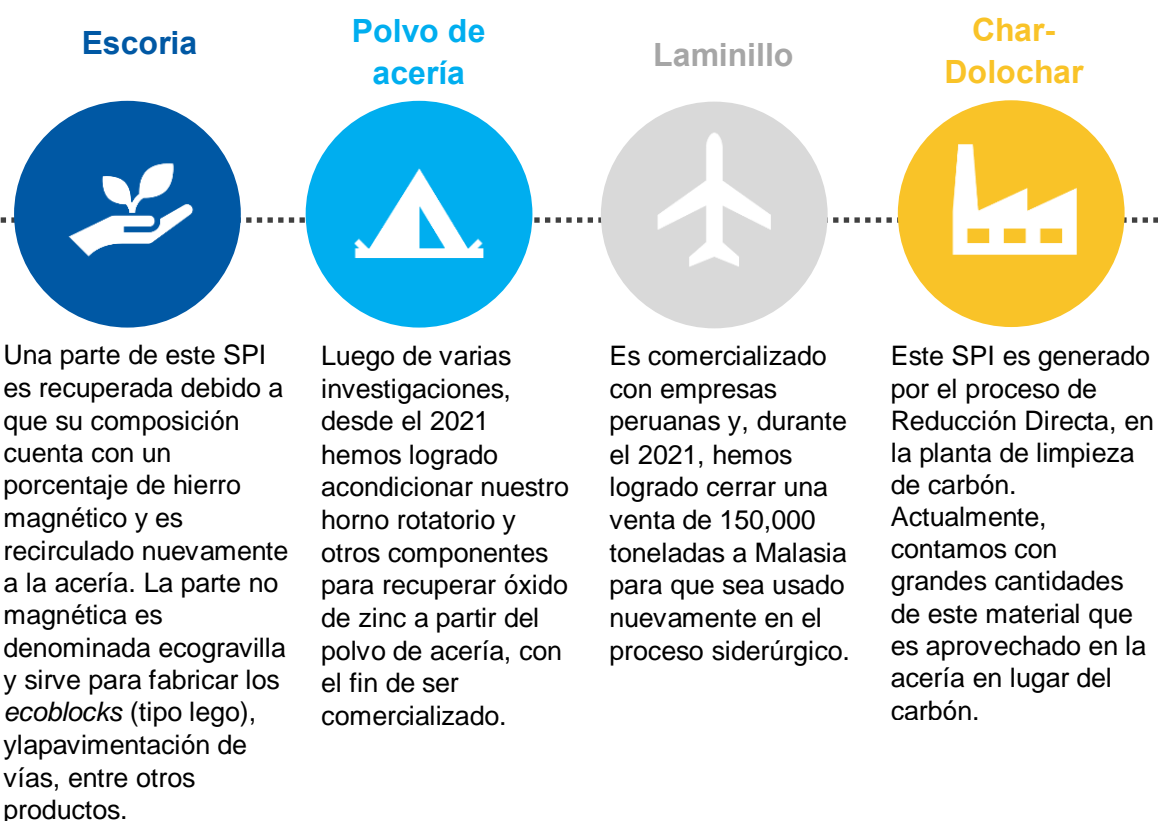 Escoria
Una parte de este SPI
es recuperada debido a
que su composición
cuenta con un
porcentaje de hierro
magnético y es
recirculado nuevamente
a la acería. La parte no
magnética es
denominada ecogravilla
y sirve para fabricar los
ecoblocks (tipo lego),
ylapavimentación de
vías, entre otros
productos.
Polvo de
acería
Luego de varias
investigaciones,
desde el 2021
hemos logrado
acondicionar nuestro
horno rotatorio y
otros componentes
para recuperar óxido
de zinc a partir del
polvo de acería, con
el fin de ser
comercializado.
Laminillo
Es comercializado
con empresas
peruanas y, durante
el 2021, hemos
logrado cerrar una
venta de 150,000
toneladas a Malasia
para que sea usado
nuevamente en el
proceso siderúrgico.
Char-
Dolochar
Este SPI es generado
por el proceso de
Reducción Directa, en
la planta de limpieza
de carbón.
Actualmente,
contamos con
grandes cantidades
de este material que
es aprovechado en la
acería en lugar del
carbón.